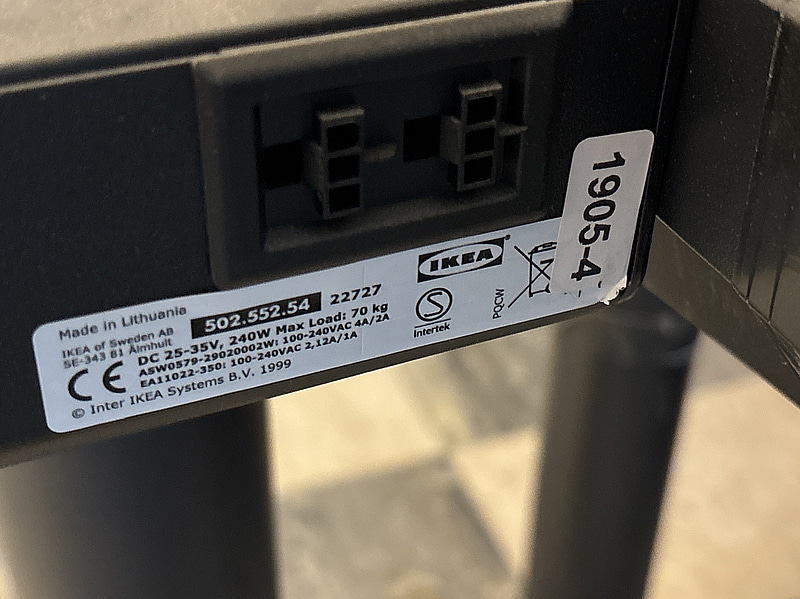 Made in Lithuania
502.552.54 22727
IKEA of Sweden AB
SE-343 81 Älmhult
DC 25-35V, 240W Max Load: 70 kg
ASW0579-29020002W: 100-240VAC 4A/2A
EA11022-350: 100-240VAC 2,12A/1A
CE
© Inter IKEA Systems B.V. 1999
IKEA®
S
Intertek
PQCW
1905-4